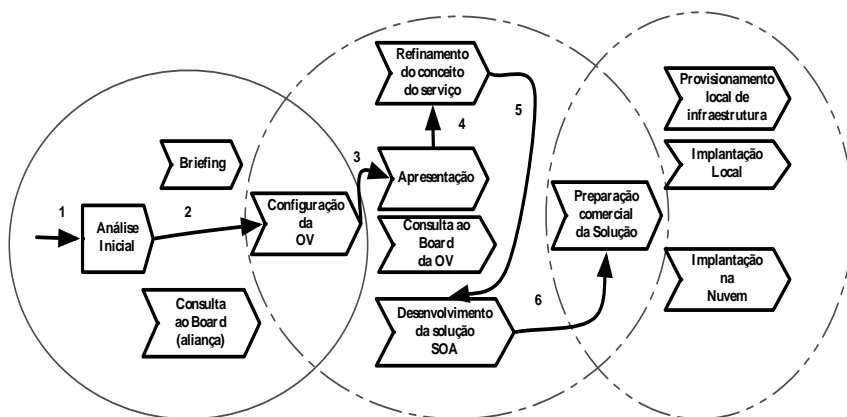 Refinamento
do conceito
do serviço
5
Provisionamento
local de
infraestrutura
4
Briefing
3
Apresentação
Implantação
Local
1
Análise
Inicial
2
Configuração
da
OV
Preparação
comercial
da Solução
Consulta ao
Board
da OV
Implantação
na
Nuvem
Consulta
ao Board
(aliança)
Desenvolvimento
da solução
SOA
6